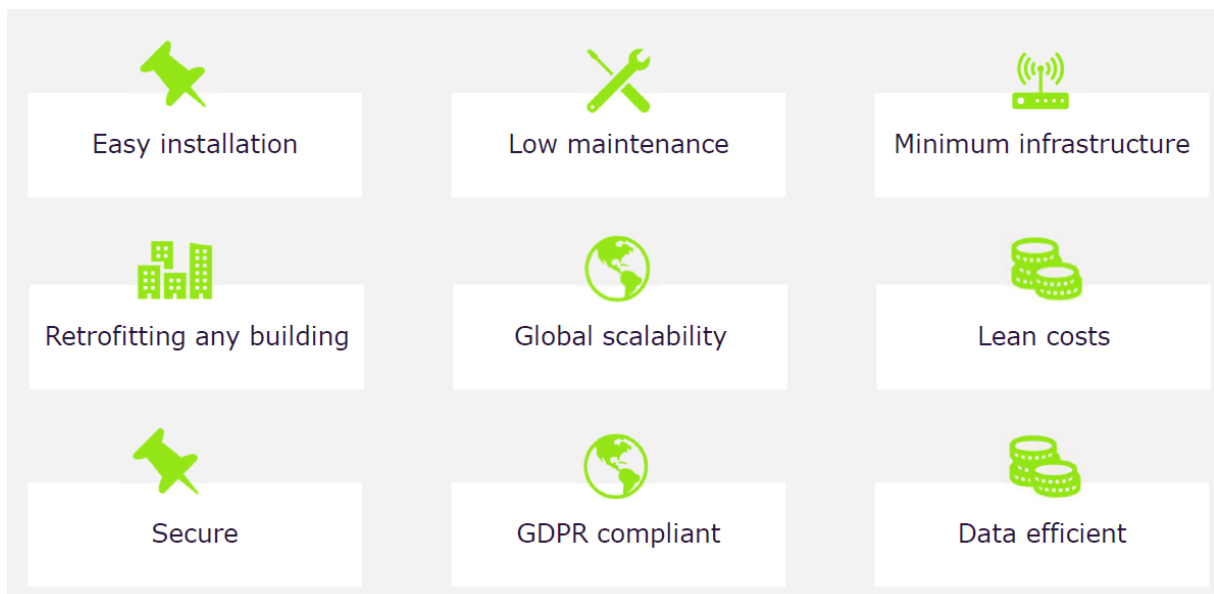 Easy installation
Low maintenance
Minimum infrastructure
Retrofitting any building
Global scalability
Lean costs
Secure
GDPR compliant
Data efficient